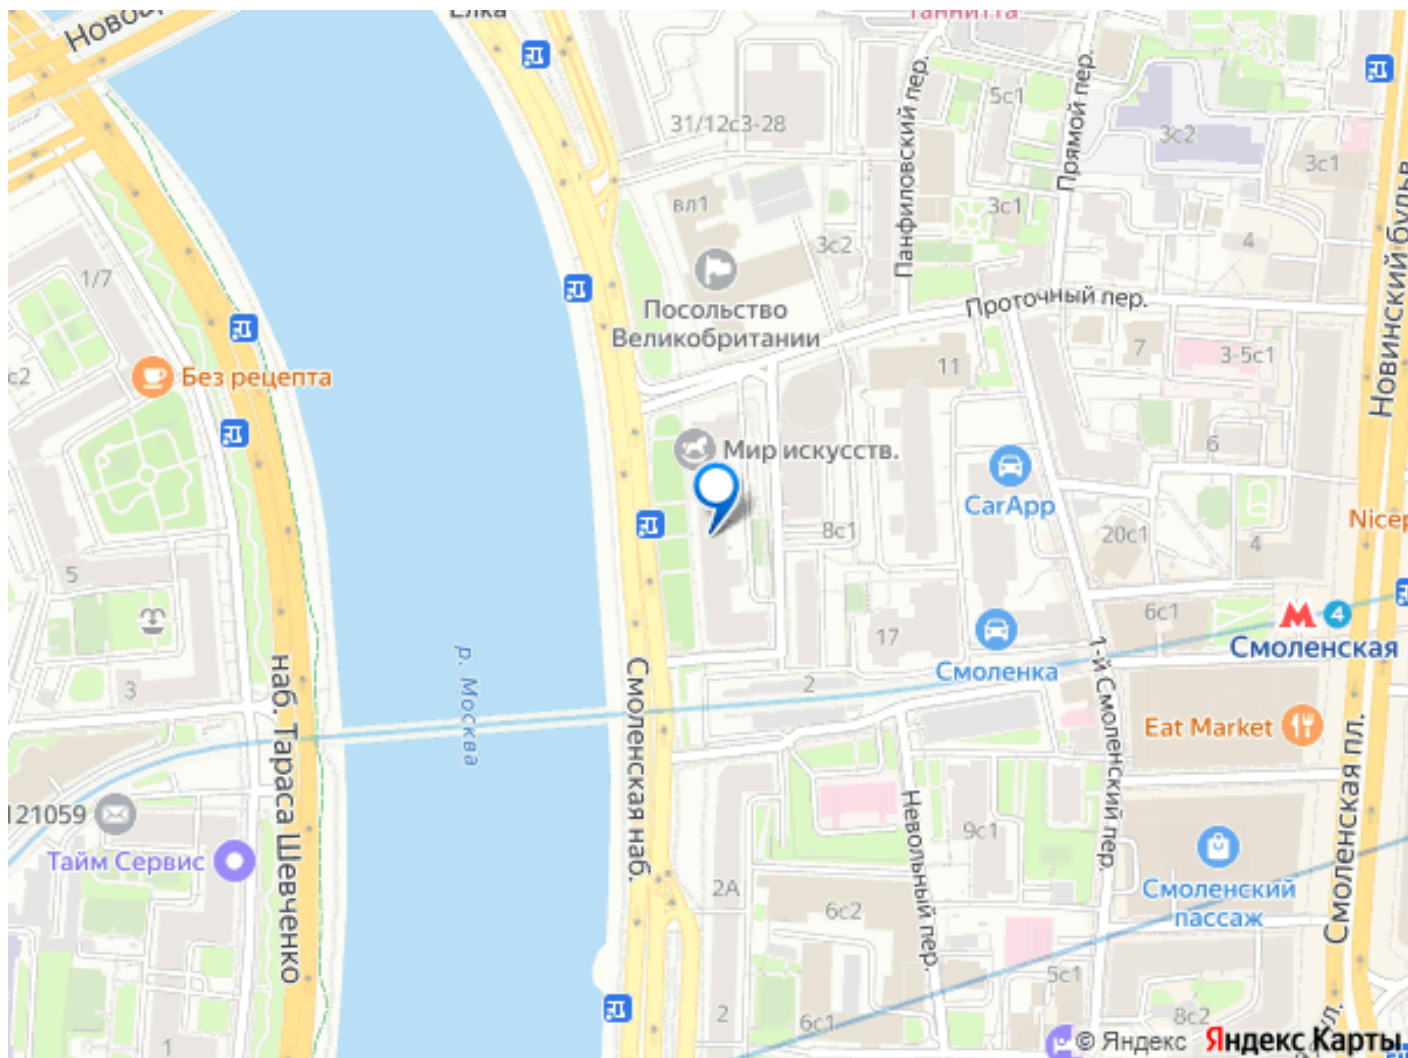 Елка
Таннитта
31/12с3-28
5с1
3с2
3с1
Панфиловский пер.
Прямой пер.
вл1
3с1
3с2
4
1/7
Посольство
Великобритании
Проточный пер.
Новинский бульв
с2
Без рецепта
11
7
3-5с1
Мир искусств.
6
CarApp
8с1
20с1
4
5
17
6с1
4
Смоленская
Смоленка
3
2
р. Москва
Смоленская наб.
наб. Тараса Шевченко
1-й Смоленский пер.
Eat Market
Смоленская пл.
121059
Тайм Сервис
Невольный пер.
9с1
2А
6с2
Смоленский
пассаж
5с1
2
6с1
8с2
1
© Яндекс Яндекс Карты